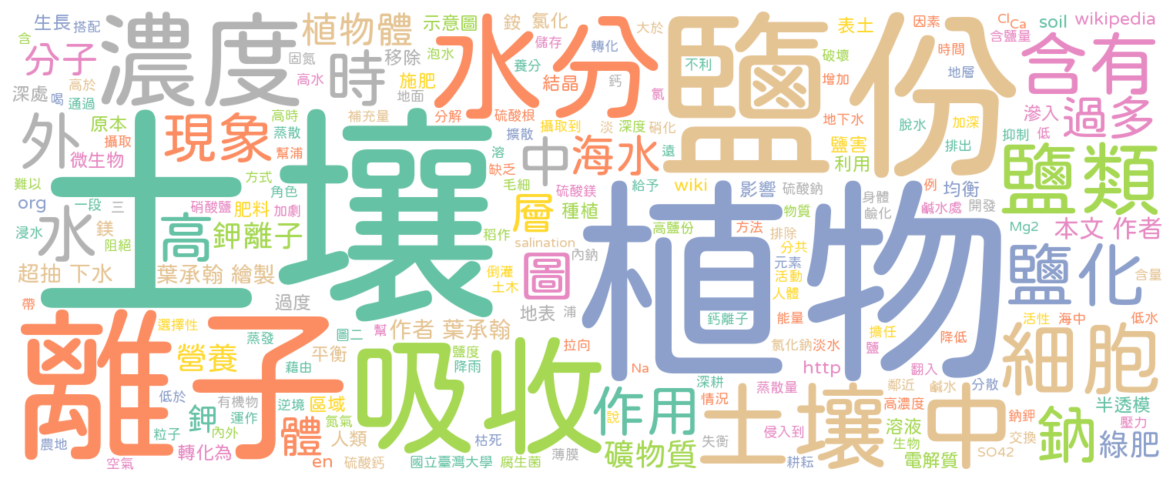 生長 搭配 濃度 植物體 示意圖 銨 氯化 大於 鹽份 表土 因素 Cl Ca soil wikipedia
含 固氮 時 泡水 移除 水分 儲存 轉化 破壞 時間 含鹽量 含有
分子 施肥 養分 結晶 鈣 不利 增加 地層
深處 高於 高水 地面 氯 地下水 加深 滲入 過多
喝 通過 土壤 補充量 分解 硫酸根 擴散 攝取到 淡 深度 硝化 脫水 抑制 低
外 原本 攝取 現象 高時 蒸散 幫浦 中 溶 海水 遠 鹽害 排出 鹽類
微生物 缺乏 利用
難以 方式 角色 毛細 硫酸鎂 給予 wiki 影響 硫酸鈉 身體 例 均衡
org 一段 三 硝酸鹽 肥料 加劇 層 種植 植物 鹼化 鹹水處 開發
浸水 水 鎂 阻絕 高 鉀離子 稻作 高鹽份 方法 物質 Mg2 本文 作者
salination 內鈉 排除 分共
超抽 下水 葉承翰 繪製 倒灌 土木 圖 元素 活動 人體 鹽化 含量
帶 過度 地表 浦 鈣離子 能量 擔任 活性 海中 低水
離子 選擇性 蒸發 圖二 幫 作者 葉承翰 拉向 氯化鈉 淡水 降低 細胞
營養 平衡 吸收 鹽度 降雨 鹽 翻入
低於 有機物 藉由 Na 深耕 蒸散量 http 鄰近 鹹水 分散
鉀 逆境 區域 作用 情況 高濃度 半透模
農地 粒子 內外 運作 氮氣 體 枯死 說 土壤中 侵入到 溶液 鈉鉀 鈉 壓力
轉化為 人類 薄膜 失衡 生物 交換 綠肥
空氣 en 硫酸鈣 國立臺灣大學 腐生菌 礦物質 耕耘 電解質 SO42